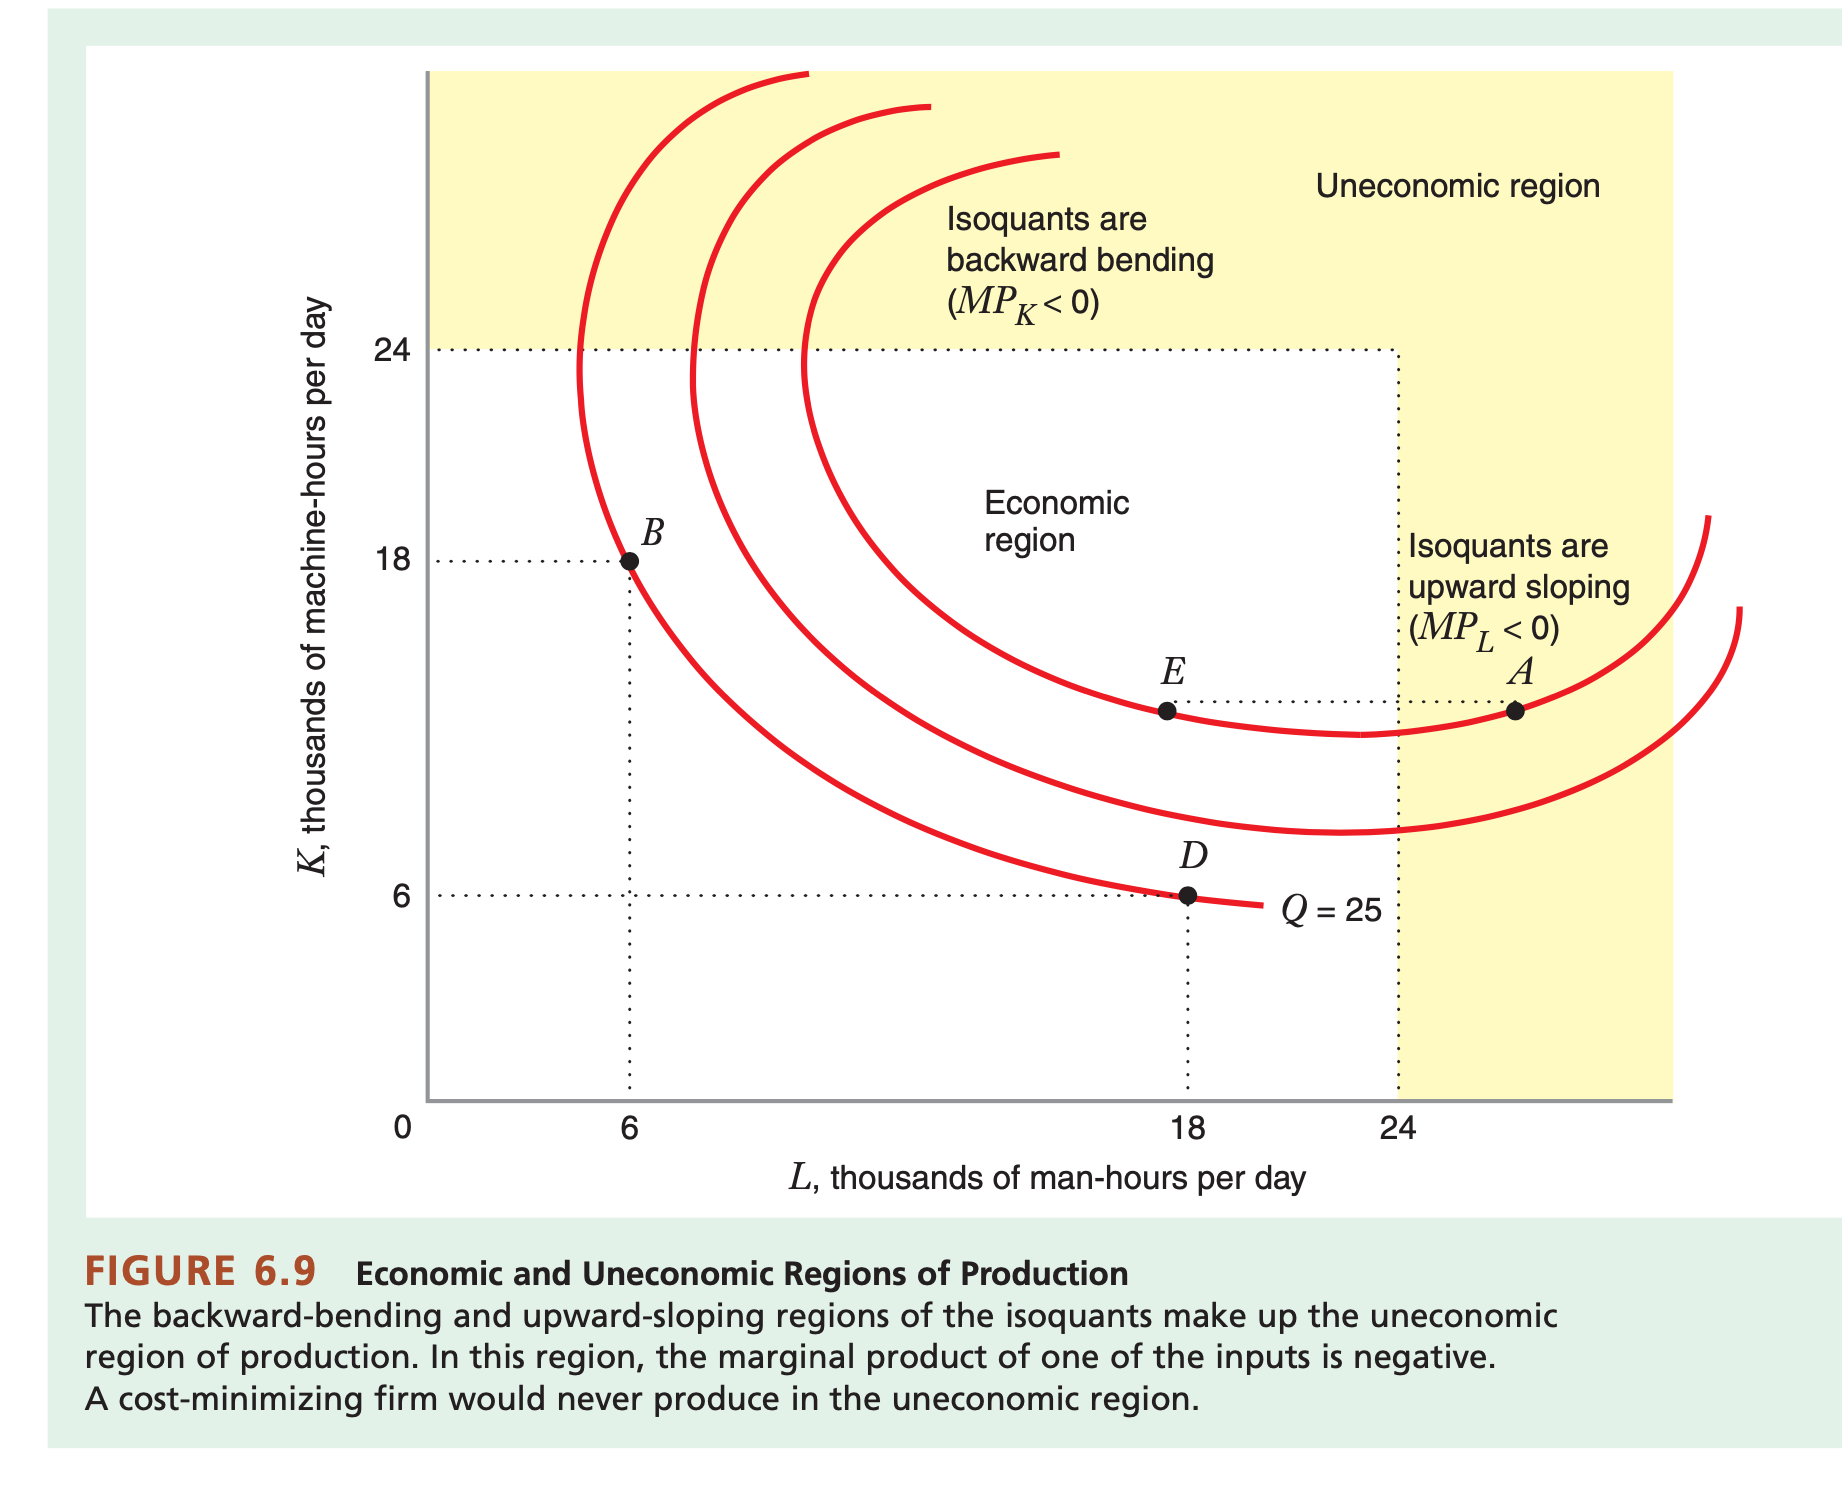 Uneconomic region
Isoquants are
backward bending
(MP_K < 0)
K, thousands of machine-hours per day
24
Economic
region
B
18
Isoquants are
upward sloping
(MP_L < 0)
E
A
D
6
Q = 25
0
6
18
24
L, thousands of man-hours per day
FIGURE 6.9 Economic and Uneconomic Regions of Production
The backward-bending and upward-sloping regions of the isoquants make up the uneconomic
region of production. In this region, the marginal product of one of the inputs is negative.
A cost-minimizing firm would never produce in the uneconomic region.